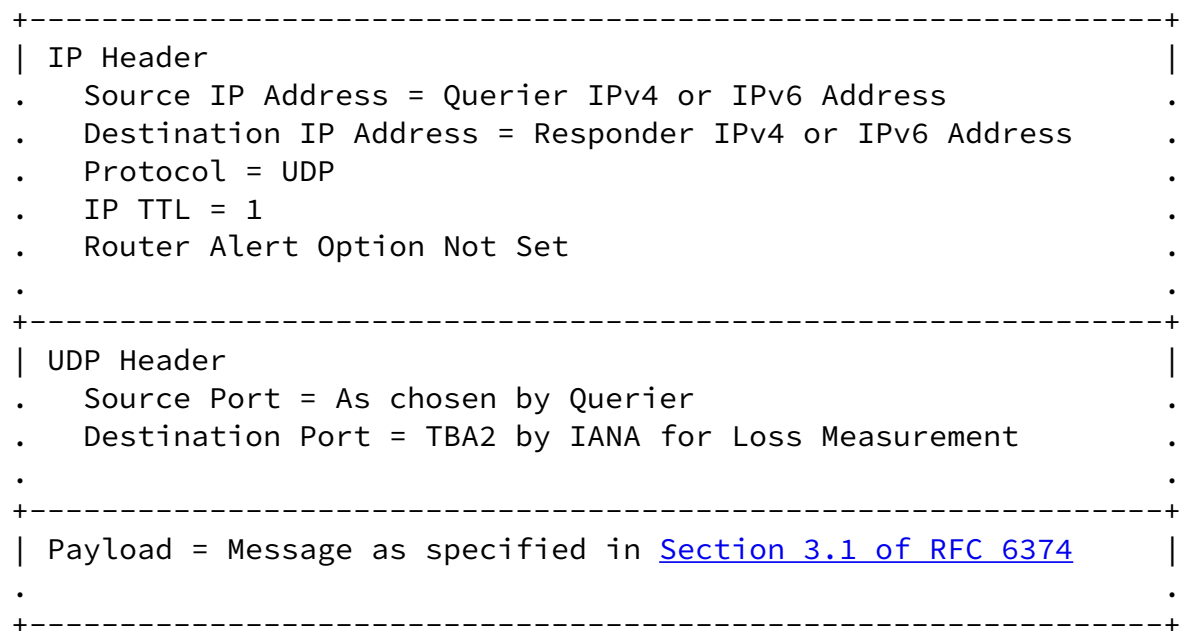 +---------------------------------------------------------------+
| IP Header                                                     |
.   Source IP Address = Querier IPv4 or IPv6 Address            .
.   Destination IP Address = Responder IPv4 or IPv6 Address     .
.   Protocol = UDP                                              .
.   IP TTL = 1                                                  .
.   Router Alert Option Not Set                                 .
.                                                               .
+---------------------------------------------------------------+
| UDP Header                                                    |
.   Source Port = As chosen by Querier                          .
.   Destination Port = TBA2 by IANA for Loss Measurement        .
.                                                               .
+---------------------------------------------------------------+
| Payload = Message as specified in Section 3.1 of RFC 6374     |
.                                                               .
+---------------------------------------------------------------+